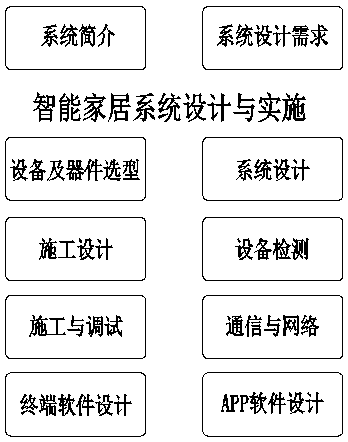 系统简介
系统设计需求
智能家居系统设计与实施
设备及器件选型
系统设计
施工设计
设备检测
施工与调试
通信与网络
终端软件设计
APP软件设计